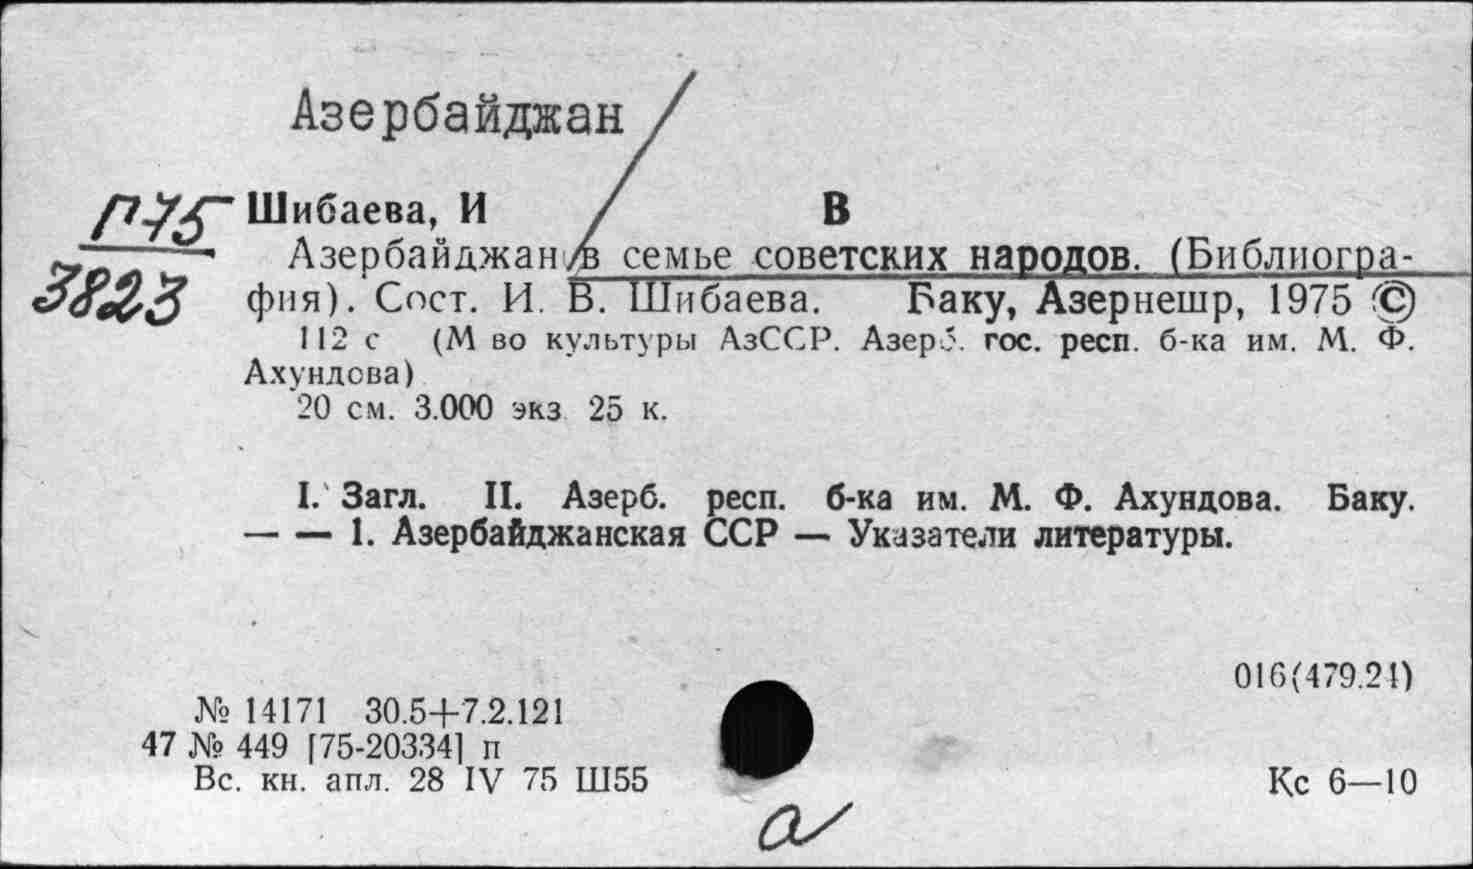 Азербайджан
П75 Шибаева, И В
3823
Азербайджан в семье советских народов. (Библиогра-
фия). Сост. И. В. Шибаева. Баку, Азернешр, 1975 ©
112 с (М во культуры АзССР. Азерб. гос. респ. б-ка им. М. Ф.
Ахундова)
20 см. 3.000 экз 25 к.
I. Загл. II. Азерб. респ. б-ка им. М. Ф. Ахундова. Баку.
— — 1. Азербайджанская ССР — Указатели литературы.
016(479.24)
№ 14171 30.5+7.2.121
47 № 449 [75-20334] п
Вс. кн. апл. 28 IV 75 Ш55
Кс 6—10